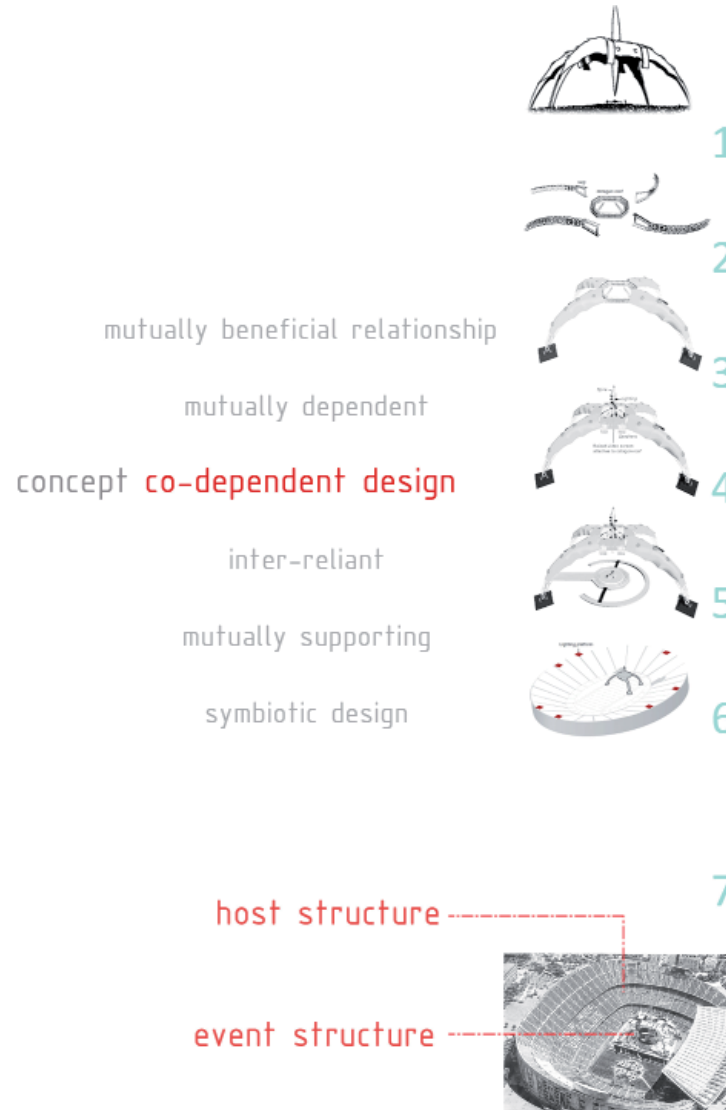 1
2
3
mutually beneficial relationship
mutually dependent
4
concept co-dependent design
inter-reliant
5
mutually supporting
symbiotic design
6
7
host structure
event structure